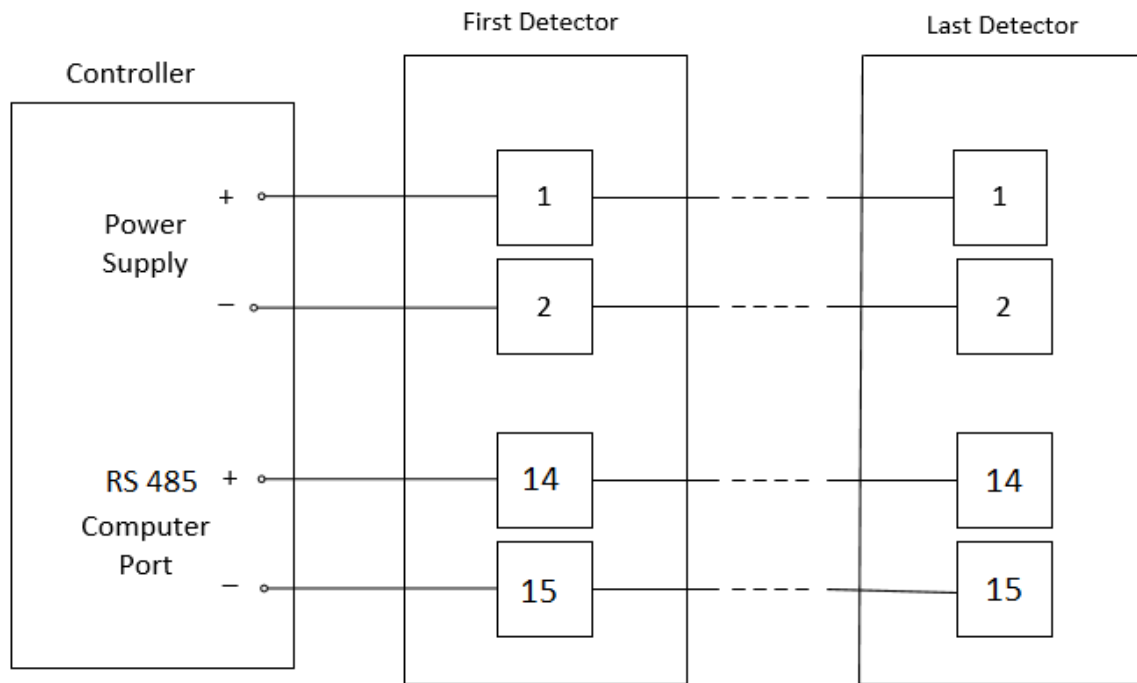 First Detector
Last Detector
Controller
+
1
1
Power
Supply
–
2
2
RS 485 +
14
14
Computer
Port
–
15
15